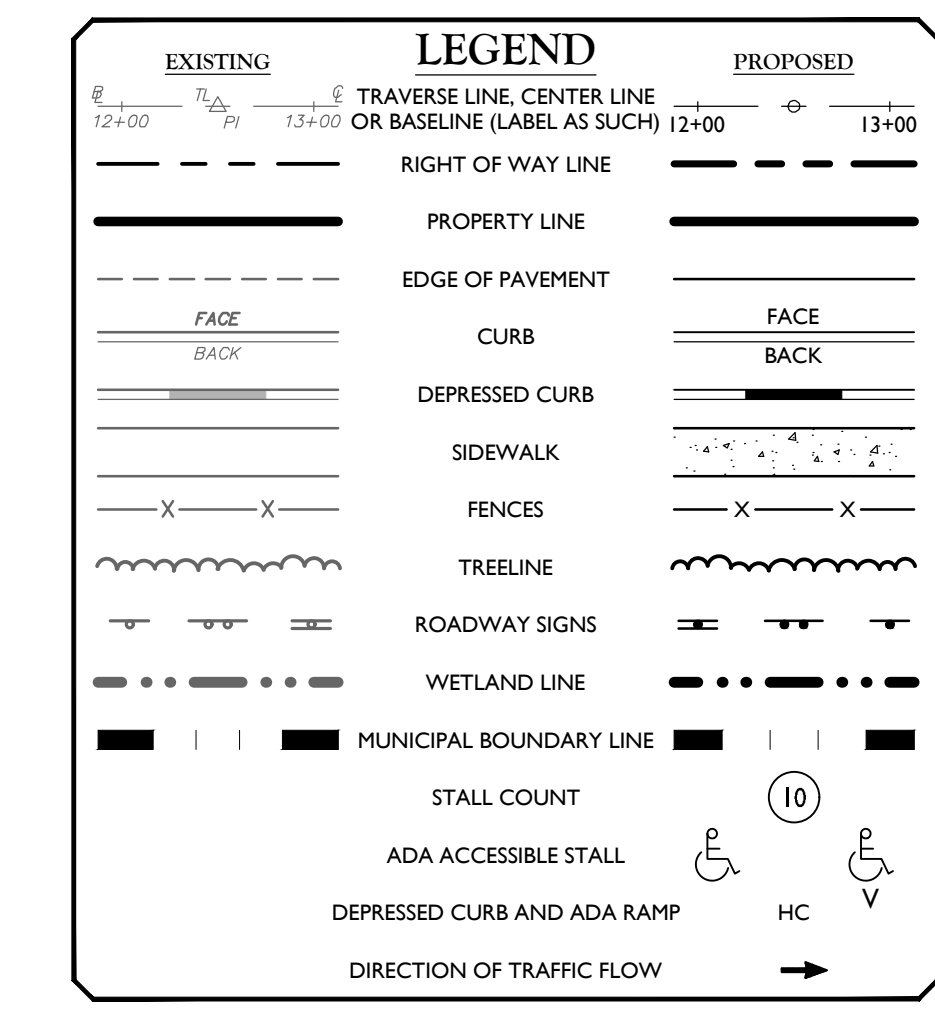 LEGEND
EXISTING
PROPOSED
B
TL
C
TRAVERSE LINE, CENTER LINE
12+00
PI
13+00
OR BASELINE (LABEL AS SUCH)
12+00
13+00
RIGHT OF WAY LINE
PROPERTY LINE
EDGE OF PAVEMENT
FACE
FACE
CURB
BACK
BACK
DEPRESSED CURB
SIDEWALK
X
X
FENCES
X
X
TREELINE
ROADWAY SIGNS
WETLAND LINE
MUNICIPAL BOUNDARY LINE
STALL COUNT
10
ADA ACCESSIBLE STALL
V
DEPRESSED CURB AND ADA RAMP
HC
DIRECTION OF TRAFFIC FLOW